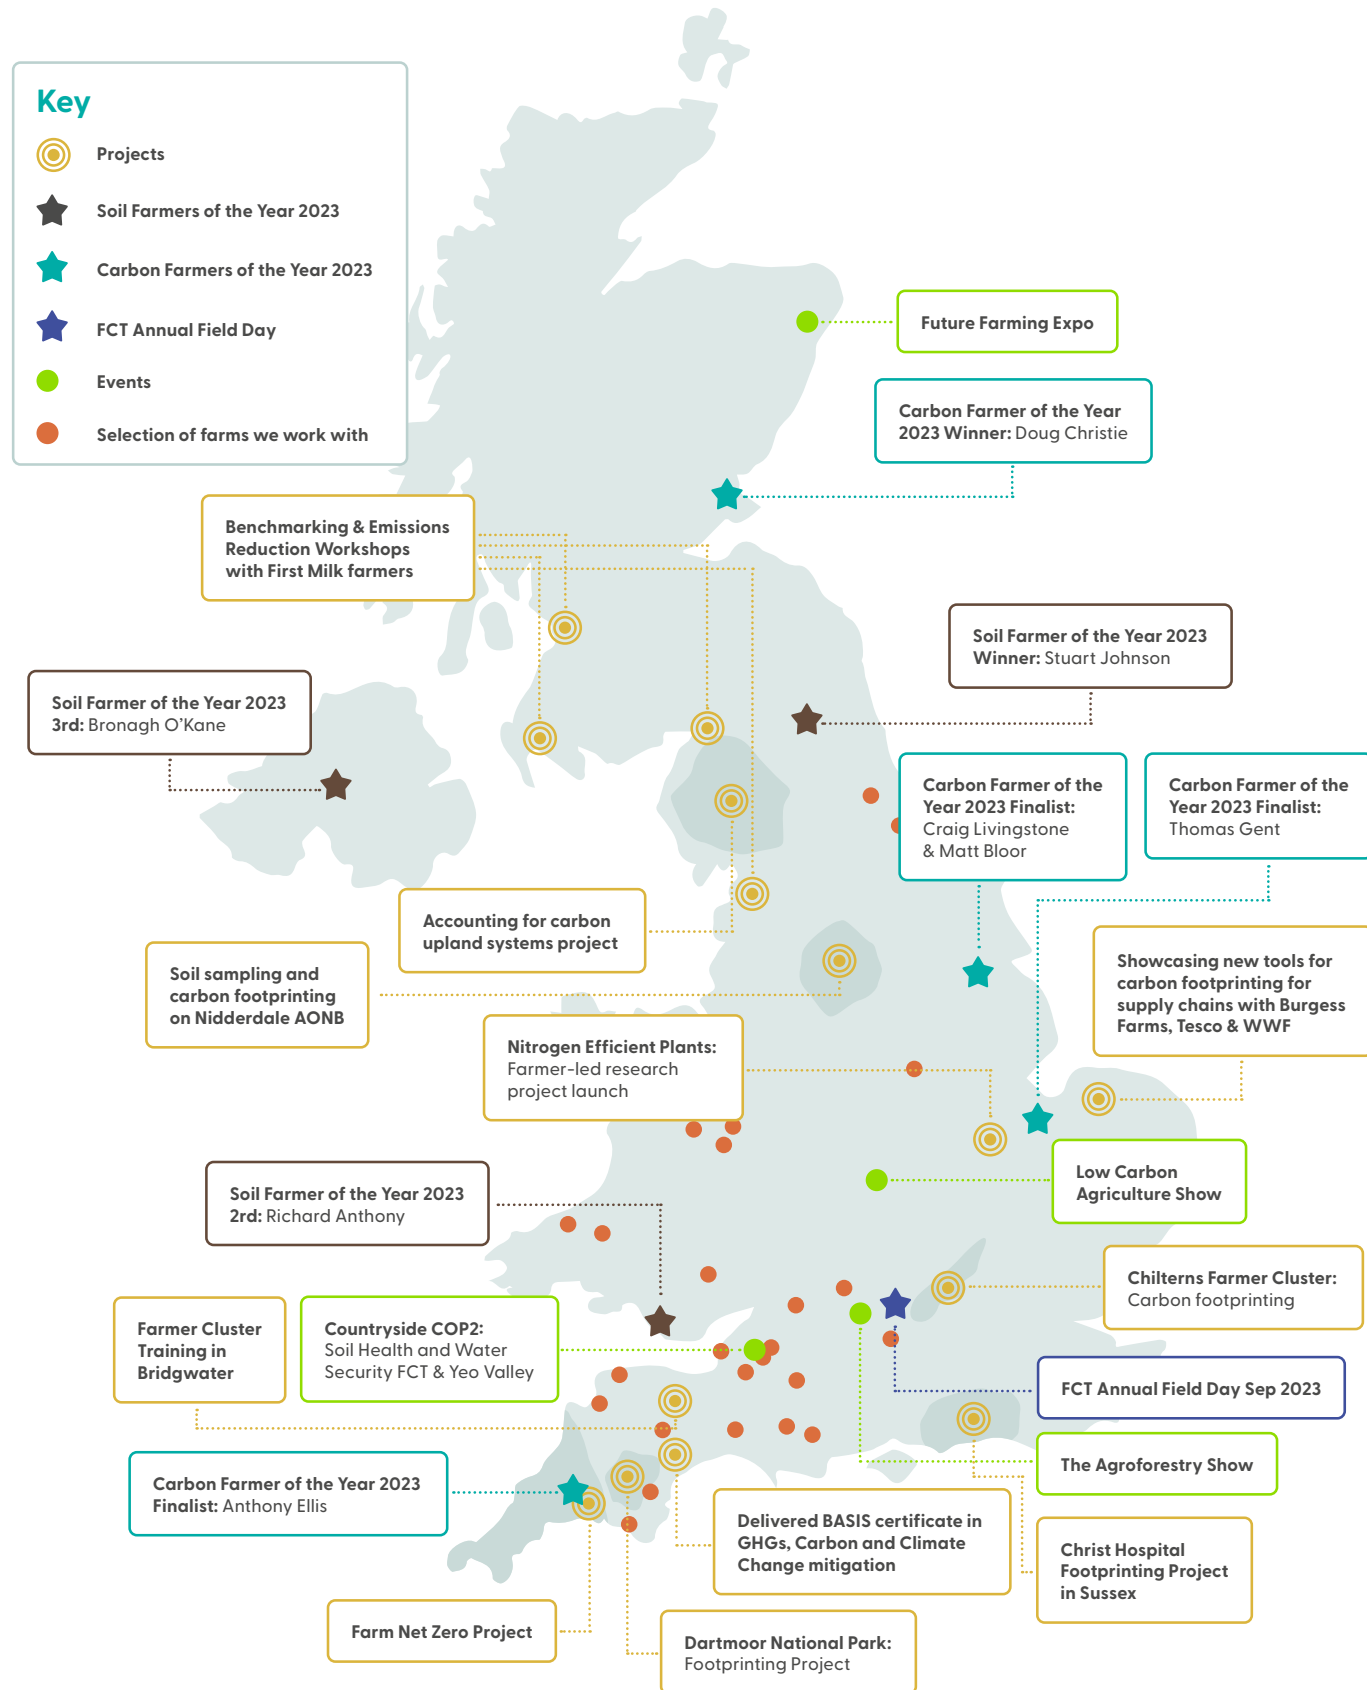 Key
Projects
Soil Farmers of the Year 2023
Carbon Farmers of the Year 2023
FCT Annual Field Day
Events
Selection of farms we work with
Future Farming Expo
Carbon Farmer of the Year
2023 Winner: Doug Christie
Benchmarking & Emissions
Reduction Workshops
with First Milk farmers
Soil Farmer of the Year 2023
Winner: Stuart Johnson
Soil Farmer of the Year 2023
3rd: Bronagh O'Kane
Carbon Farmer of the
Year 2023 Finalist:
Craig Livingstone
& Matt Bloor
Carbon Farmer of the
Year 2023 Finalist:
Thomas Gent
Accounting for carbon
upland systems project
Soil sampling and
carbon footprinting
on Nidderdale AONB
Showcasing new tools for
carbon footprinting for
supply chains with Burgess
Farms, Tesco & WWF
Nitrogen Efficient Plants:
Farmer-led research
project launch
Low Carbon
Agriculture Show
Soil Farmer of the Year 2023
2rd: Richard Anthony
Chilterns Farmer Cluster:
Carbon footprinting
Farmer Cluster
Training in
Bridgwater
Countryside COP2:
Soil Health and Water
Security FCT & Yeo Valley
FCT Annual Field Day Sep 2023
The Agroforestry Show
Carbon Farmer of the Year 2023
Finalist: Anthony Ellis
Delivered BASIS certificate in
GHGs, Carbon and Climate
Change mitigation
Christ Hospital
Footprinting Project
in Sussex
Farm Net Zero Project
Dartmoor National Park:
Footprinting Project